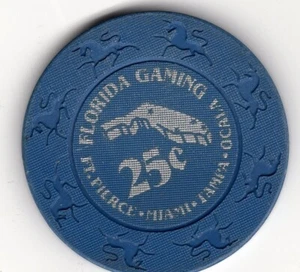 FLORIDA GAMING
25¢
FT. PIERCE • MIAMI • TAMPA • OCALA